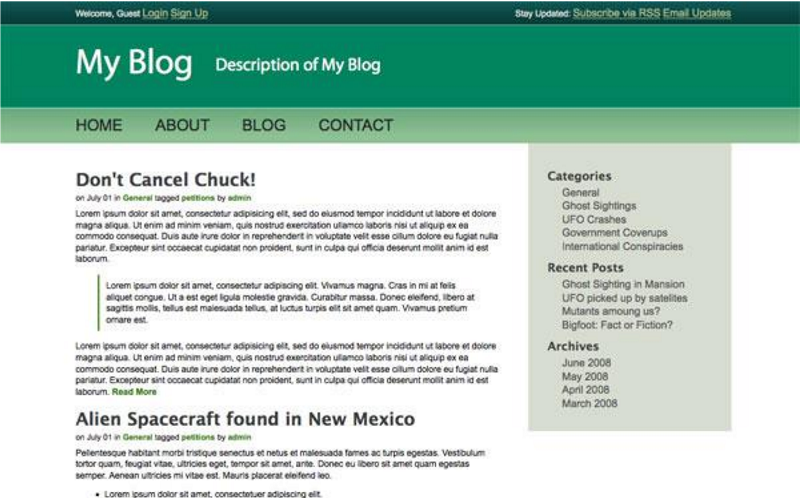 Welcome, Guest Login Sign Up
Stay Updated: Subscribe via RSS Email Updates
My Blog
Description of My Blog
HOME ABOUT BLOG CONTACT
Don't Cancel Chuck!
on July 01 in General tagged petitions by admin
Lorem ipsum dolor sit amet, consectetur adipisicing elit, sed do eiusmod tempor incididunt ut labore et dolore
magna aliqua. Ut enim ad minim veniam, quis nostrud exercitation ullamco laboris nisi ut aliquip ex ea
commodo consequat. Duis aute irure dolor in reprehenderit in voluptate velit esse cillum dolore eu fugiat nulla
pariatur. Excepteur sint occaecat cupidatat non proident, sunt in culpa qui officia deserunt mollit anim id est
laborum.
Lorem ipsum dolor sit amet, consectetur adipiscing elit. Vivamus magna. Cras in mi at felis
aliquet congue. Ut a est eget ligula molestie gravida. Curabitur massa. Donec eleifend, libero at
sagittis mollis, tellus est malesuada tellus, at luctus turpis elit sit amet quam. Vivamus pretium
ornare est.
Lorem ipsum dolor sit amet, consectetur adipisicing elit, sed do eiusmod tempor incididunt ut labore et dolore
magna aliqua. Ut enim ad minim veniam, quis nostrud exercitation ullamco laboris nisi ut aliquip ex ea
commodo consequat. Duis aute irure dolor in reprehenderit in voluptate velit esse cillum dolore eu fugiat nulla
pariatur. Excepteur sint occaecat cupidatat non proident, sunt in culpa qui officia deserunt mollit anim id est
laborum. Read More
Alien Spacecraft found in New Mexico
on July 01 in General tagged petitions by admin
Pellentesque habitant morbi tristique senectus et netus et malesuada fames ac turpis egestas. Vestibulum
tortor quam, feugiat vitae, ultricies eget, tempor sit amet, ante. Donec eu libero sit amet quam egestas
semper. Aenean ultricies mi vitae est. Mauris placerat eleifend leo.
• Lorem ipsum dolor sit amet, consectetuer adipiscing elit.
Categories
General
Ghost Sightings
UFO Crashes
Government Coverups
International Conspiracies
Recent Posts
Ghost Sighting in Mansion
UFO picked up by satelites
Mutants amoung us?
Bigfoot: Fact or Fiction?
Archives
June 2008
May 2008
April 2008
March 2008